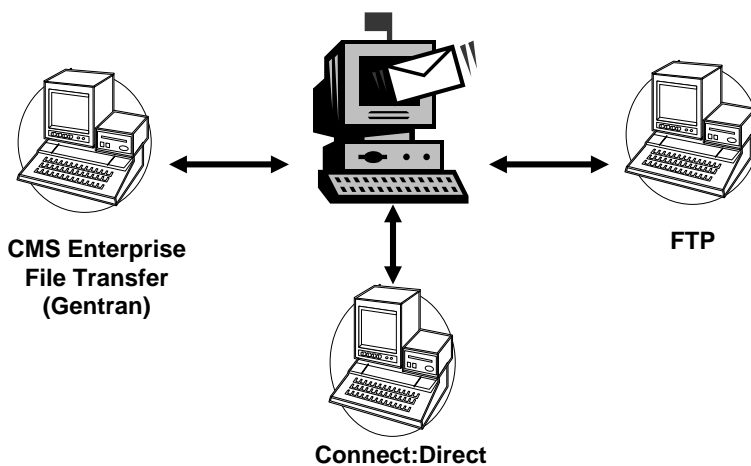 CMS Enterprise
File Transfer
(Gentran)
FTP
Connect:Direct